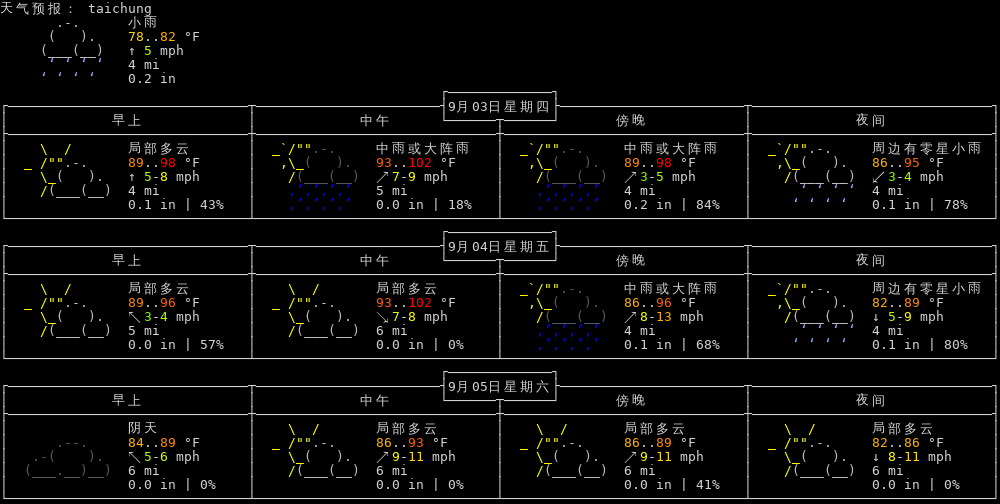 天气预报： taichung
小雨
78..82 °F
↑ 5 mph
4 mi
0.2 in
9月03日星期四
早上 中午 傍晚 夜间
局部多云 中雨或大阵雨 中雨或大阵雨 周边有零星小雨
89..98 °F 93..102 °F 89..98 °F 86..95 °F
↑ 5-8 mph ↗ 7-9 mph ↗ 3-5 mph ↙ 3-4 mph
4 mi 5 mi 4 mi 4 mi
0.1 in | 43% 0.0 in | 18% 0.2 in | 84% 0.1 in | 78%
9月04日星期五
早上 中午 傍晚 夜间
局部多云 局部多云 中雨或大阵雨 周边有零星小雨
89..96 °F 93..102 °F 86..96 °F 82..89 °F
↖ 3-4 mph ↘ 7-8 mph ↗ 8-13 mph ↓ 5-9 mph
5 mi 6 mi 4 mi 4 mi
0.0 in | 57% 0.0 in | 0% 0.1 in | 68% 0.1 in | 80%
9月05日星期六
早上 中午 傍晚 夜间
阴天 局部多云 局部多云 局部多云
84..89 °F 86..93 °F 86..89 °F 82..86 °F
↖ 5-6 mph ↗ 9-11 mph ↗ 9-11 mph ↓ 8-11 mph
6 mi 6 mi 6 mi 6 mi
0.0 in | 0% 0.0 in | 0% 0.0 in | 41% 0.0 in | 0%